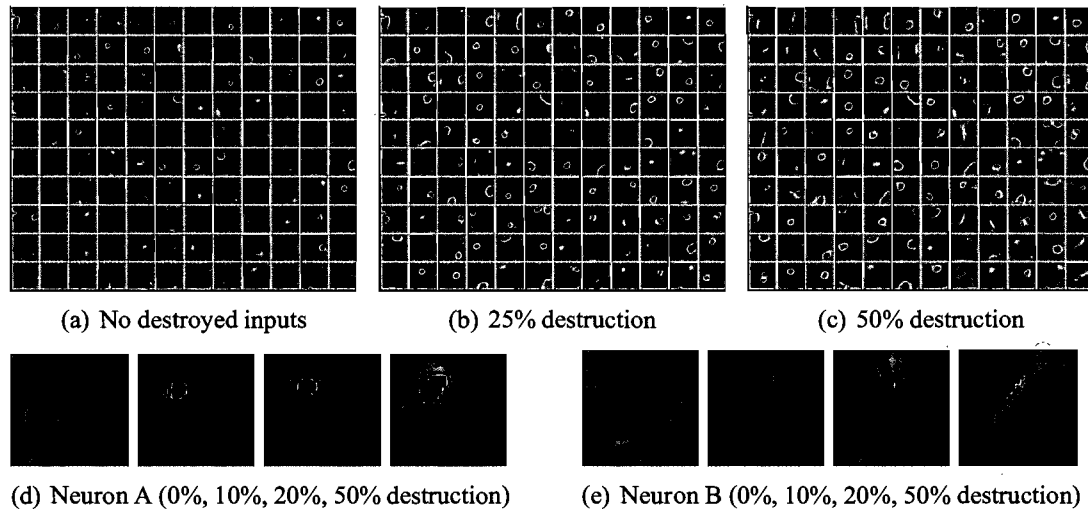 (a) No destroyed inputs
(b) 25% destruction
(c) 50% destruction
(d) Neuron A (0%, 10%, 20%, 50% destruction)
(e) Neuron B (0%, 10%, 20%, 50% destruction)